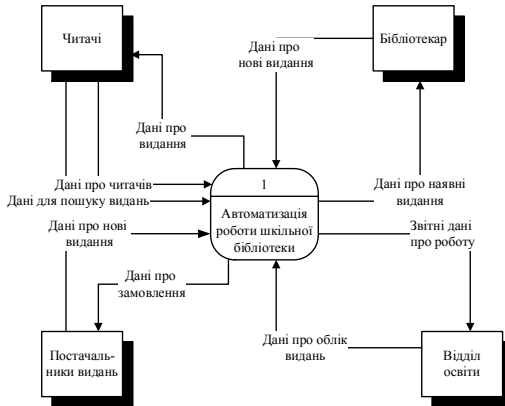 Читачі
Бібліотекар
Дані про
нові видання
Дані про
видання
Дані про читачів
Дані для пошуку видань
1
Автоматизація
роботи шкільної
бібліотеки
Дані про наявні
видання
Дані про нові
видання
Звітні дані
про роботу
Дані про
замовлення
Дані про облік
видань
Постачаль-
ники видань
Відділ
освіти